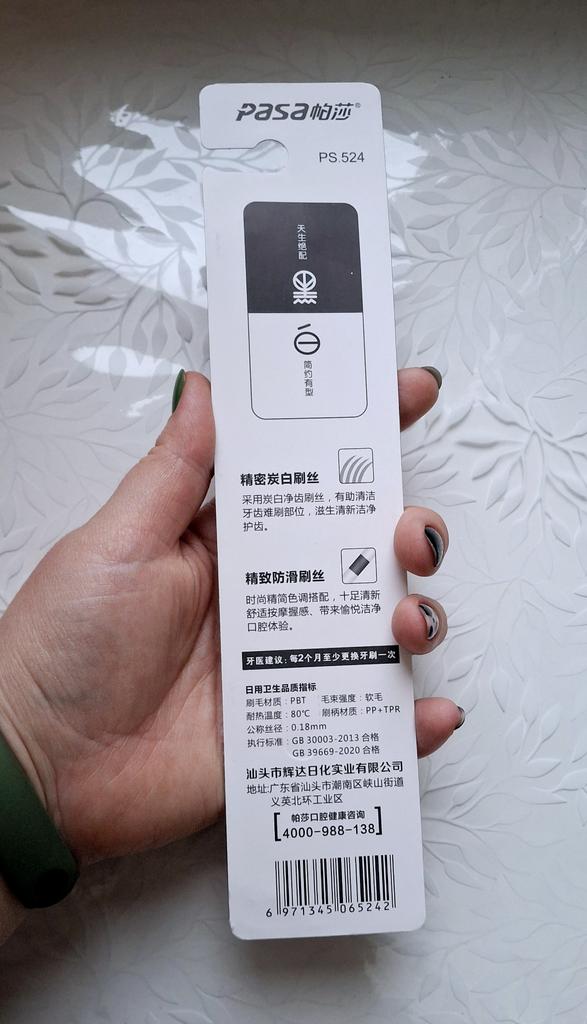 Pasa帕莎®
PS.524
天生绝配
黑
白
简约有型
精密炭白刷丝
采用炭白净齿刷丝，有助清洁
牙齿难刷部位，滋生清新洁净
护齿。
精致防滑刷丝
时尚精简色调搭配，十足清新
舒适按摩握感、带来愉悦洁净
口腔体验。
牙医建议：每2个月至少更换牙刷一次
日用卫生品质指标
刷毛材质：PBT 毛束强度：软毛
耐热温度：80℃ 刷柄材质：PP+TPR
公称丝径：0.18mm
执行标准：GB 30003-2013 合格
GB 39669-2020 合格
汕头市辉达日化实业有限公司
地址:广东省汕头市潮南区峡山街道
义英北环工业区
帕莎口腔健康咨询
4000-988-138
6 971345 065242